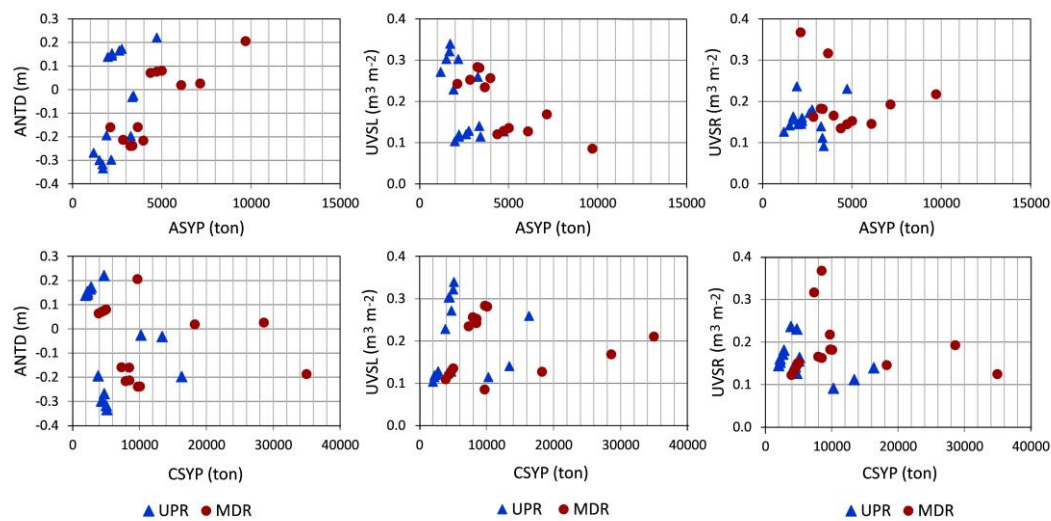 0.3
0.2
0.1
0
-0.1
-0.2
-0.3
-0.4
ANTD (m)
0 5000 10000 15000
ASYP (ton)
0.4
0.3
0.2
0.1
0.0
UVSL (m³ m-²)
0 5000 10000 15000
ASYP (ton)
0.4
0.3
0.2
0.1
0.0
UVSR (m³ m-²)
0 5000 10000 15000
ASYP (ton)
0.3
0.2
0.1
0
-0.1
-0.2
-0.3
-0.4
ANTD (m)
0 10000 20000 30000 40000
CSYP (ton)
0.4
0.3
0.2
0.1
0.0
UVSL (m³ m-²)
0 10000 20000 30000 40000
CSYP (ton)
0.4
0.3
0.2
0.1
0.0
UVSR (m³ m-²)
0 10000 20000 30000 40000
CSYP (ton)
UPR MDR
UPR MDR
UPR MDR